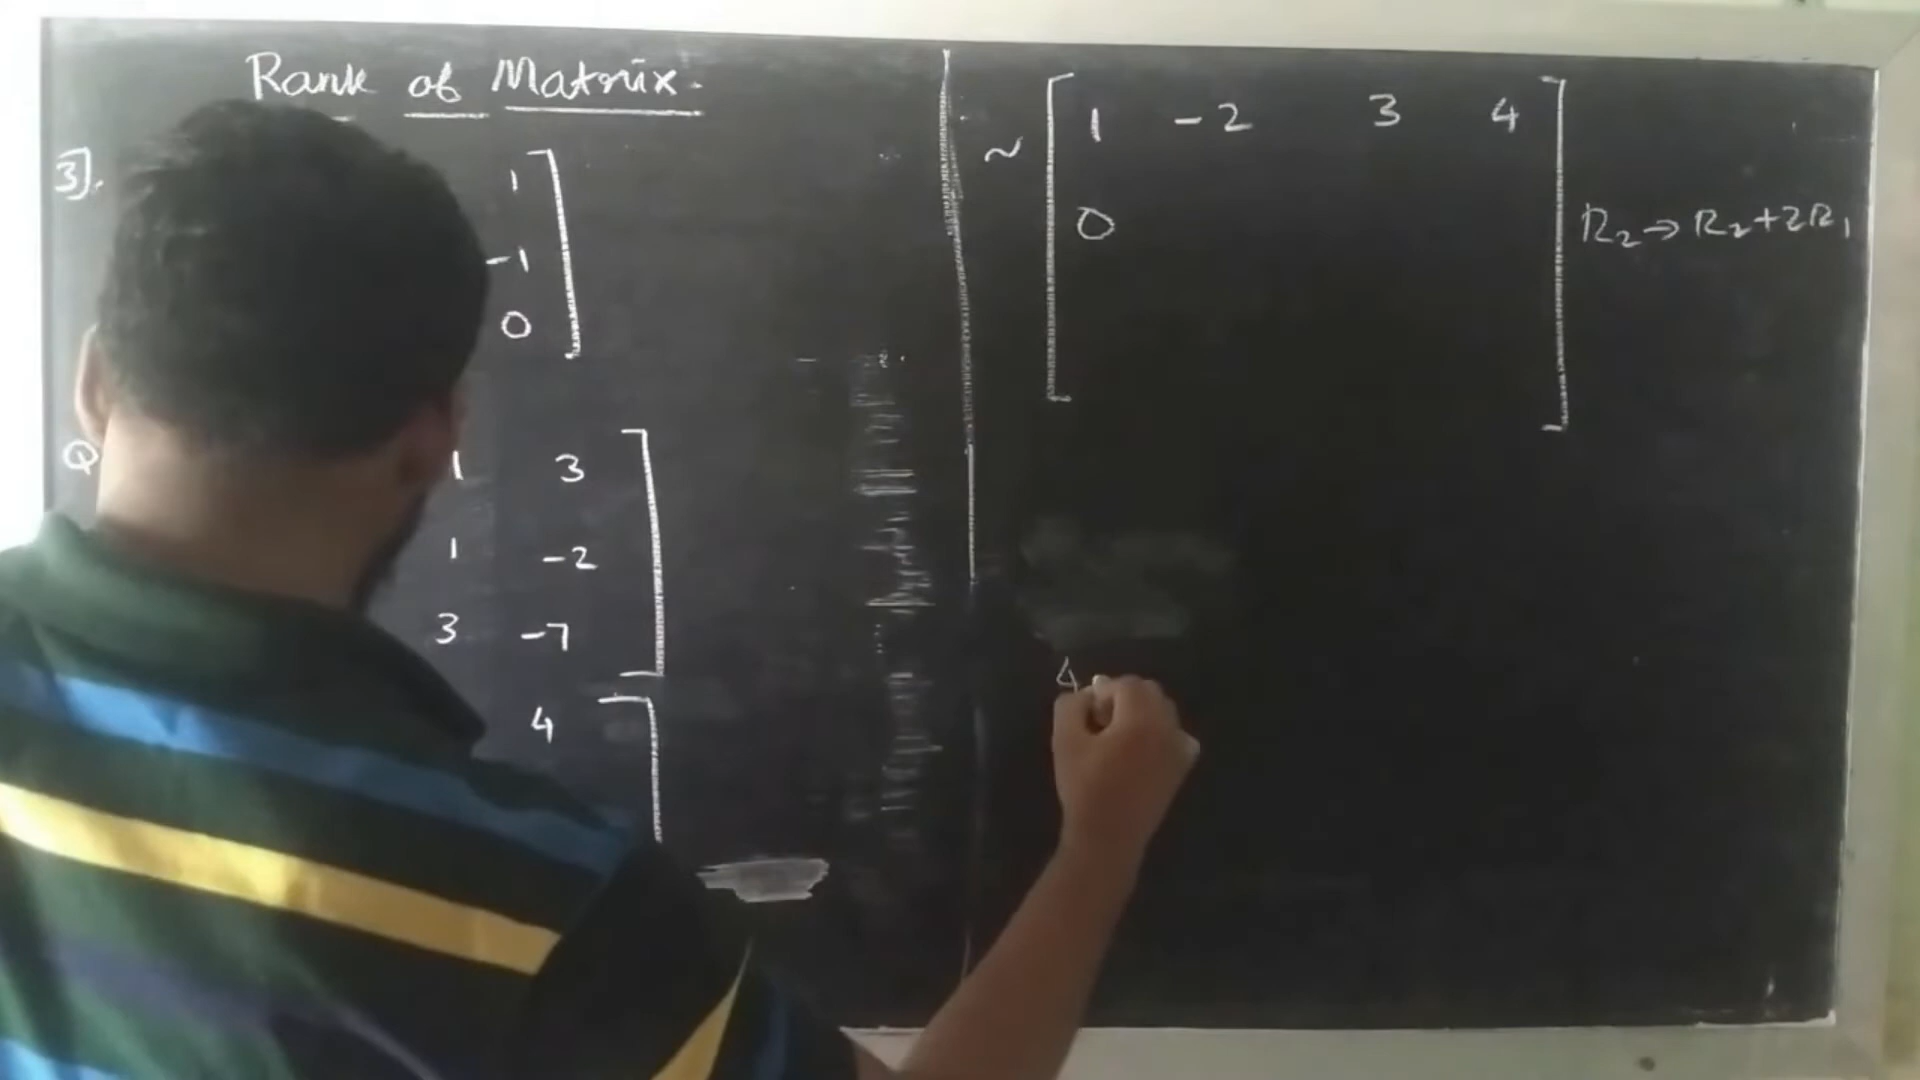 Rank of Matrix.
3].
1
-1
0
Q
1 3
1 -2
3 -7
4
~ 1 -2 3 4
0 R₂→R₂+2R₁
4